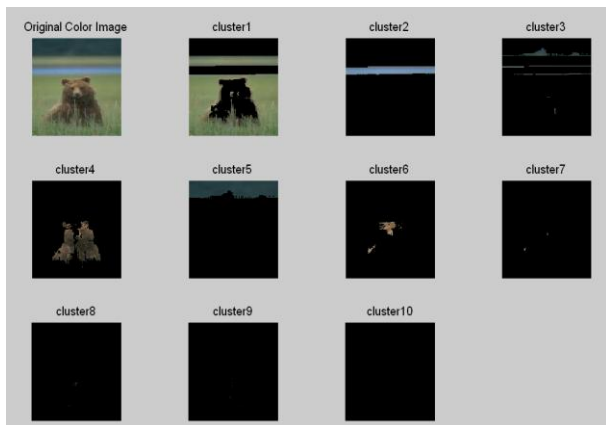 Original Color Image cluster1 cluster2 cluster3
cluster4 cluster5 cluster6 cluster7
cluster8 cluster9 cluster10